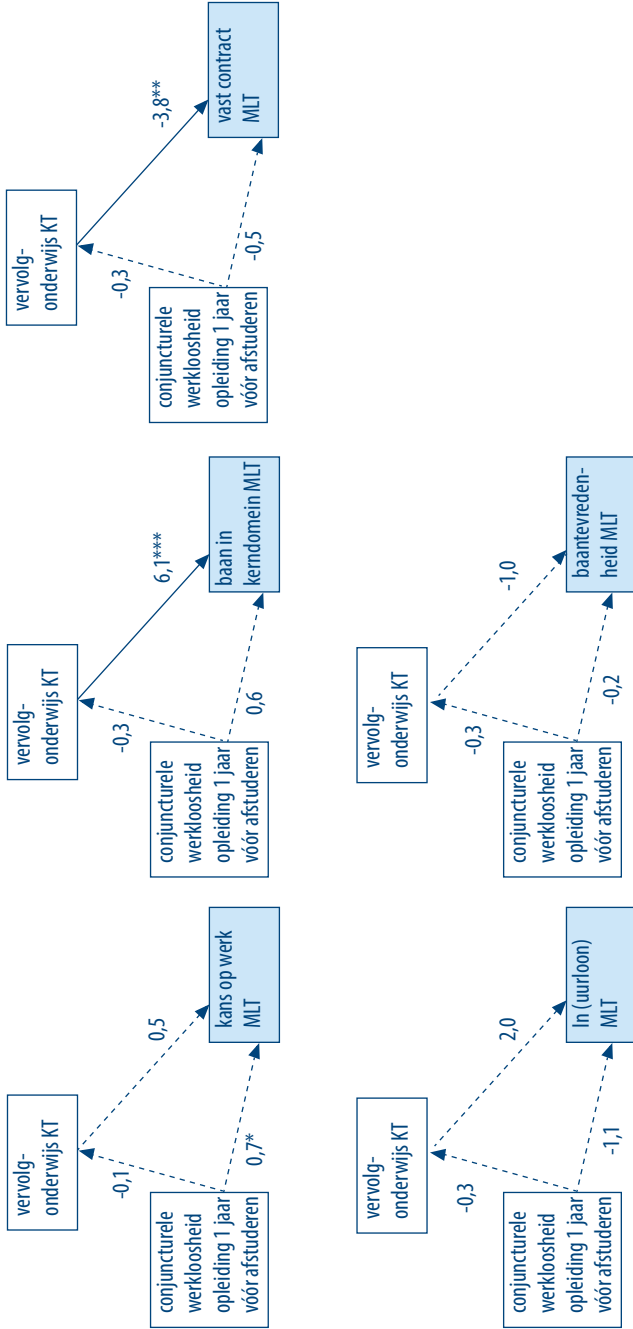 vervolg-
onderwijs KT
-0,1
0,5
conjuncturele
werkloosheid
opleiding 1 jaar
vóór afstuderen
0,7*
kans op werk
MLT
vervolg-
onderwijs KT
-0,3
6,1***
conjuncturele
werkloosheid
opleiding 1 jaar
vóór afstuderen
0,6
baan in
kerndomein MLT
vervolg-
onderwijs KT
-0,3
-3,8**
conjuncturele
werkloosheid
opleiding 1 jaar
vóór afstuderen
-0,5
vast contract
MLT
vervolg-
onderwijs KT
-0,3
2,0
conjuncturele
werkloosheid
opleiding 1 jaar
vóór afstuderen
-1,1
ln (uurloon)
MLT
vervolg-
onderwijs KT
-0,3
-1,0
conjuncturele
werkloosheid
opleiding 1 jaar
vóór afstuderen
-0,2
baantevreden-
heid MLT